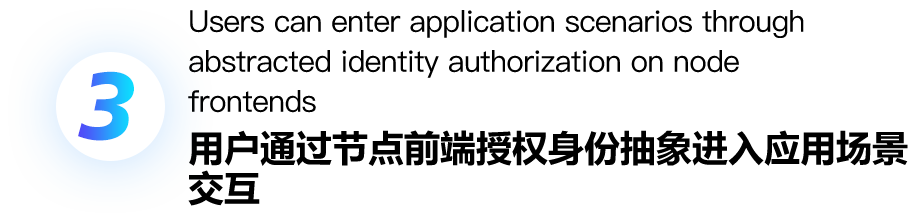 3
Users can enter application scenarios through
abstracted identity authorization on node
frontends
用户通过节点前端授权身份抽象进入应用场景
交互